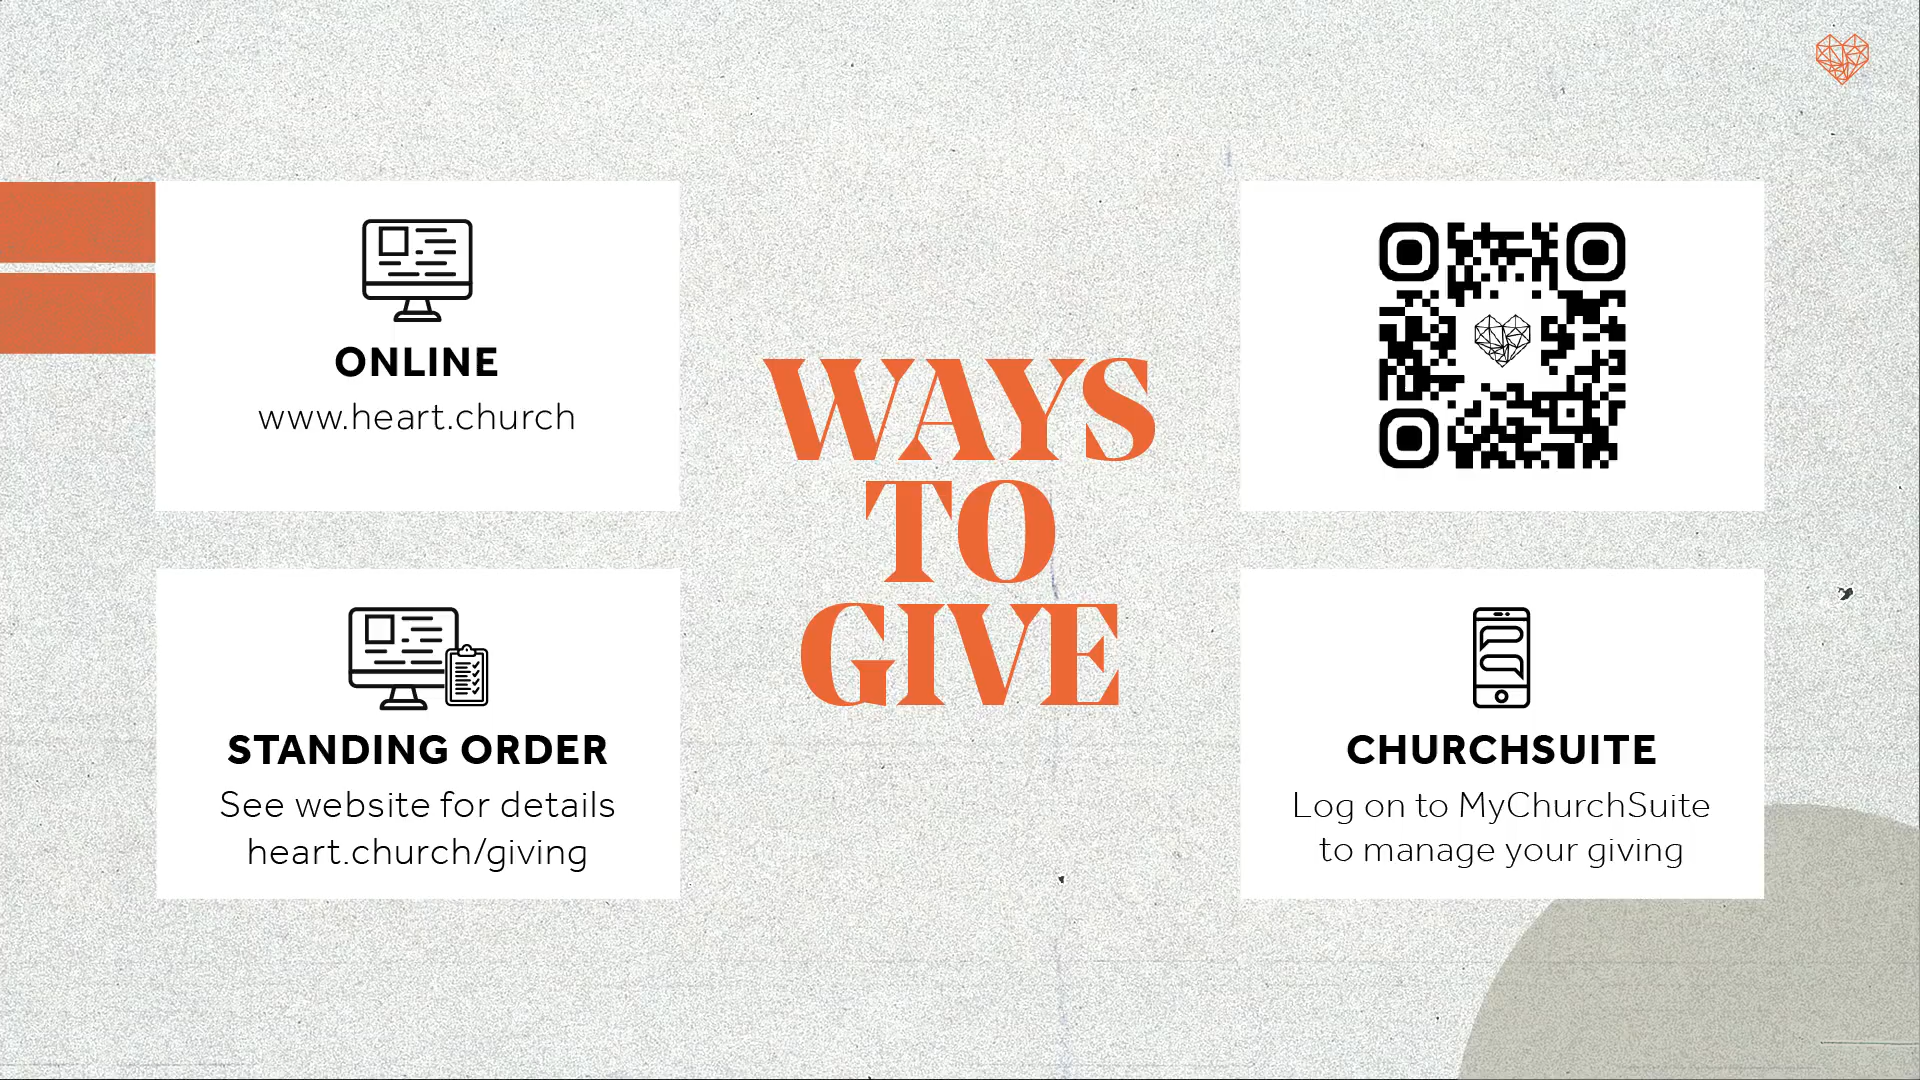 ONLINE
www.heart.church
STANDING ORDER
See website for details
heart.church/giving
WAYS
TO
GIVE
CHURCHSUITE
Log on to MyChurchSuite
to manage your giving